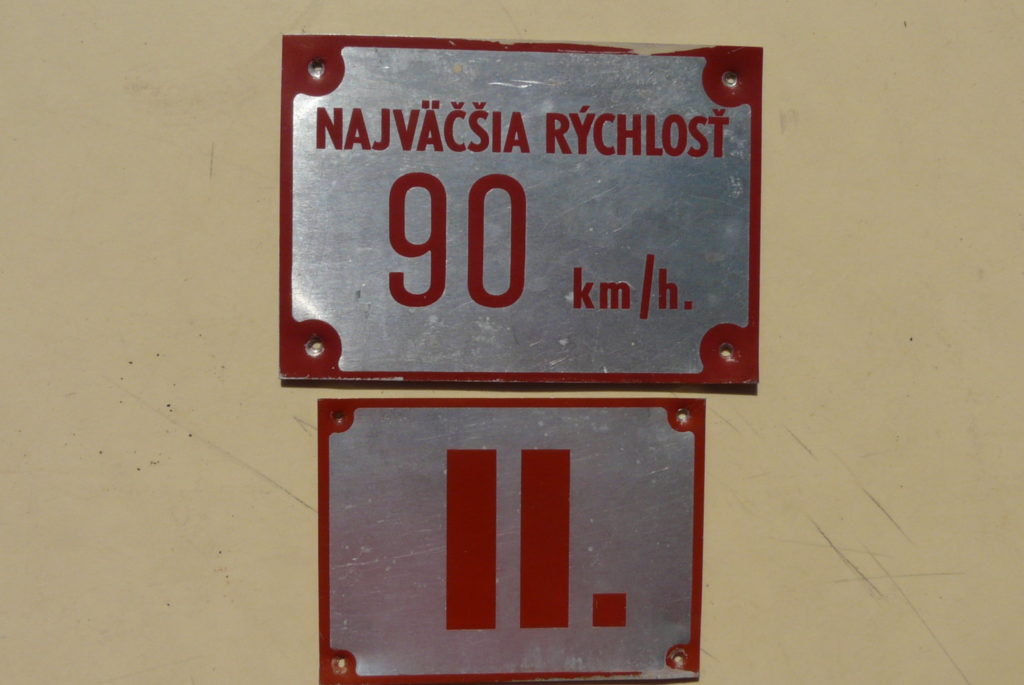 NAJVÄČŠIA RÝCHLOSŤ
90 km/h.
II.